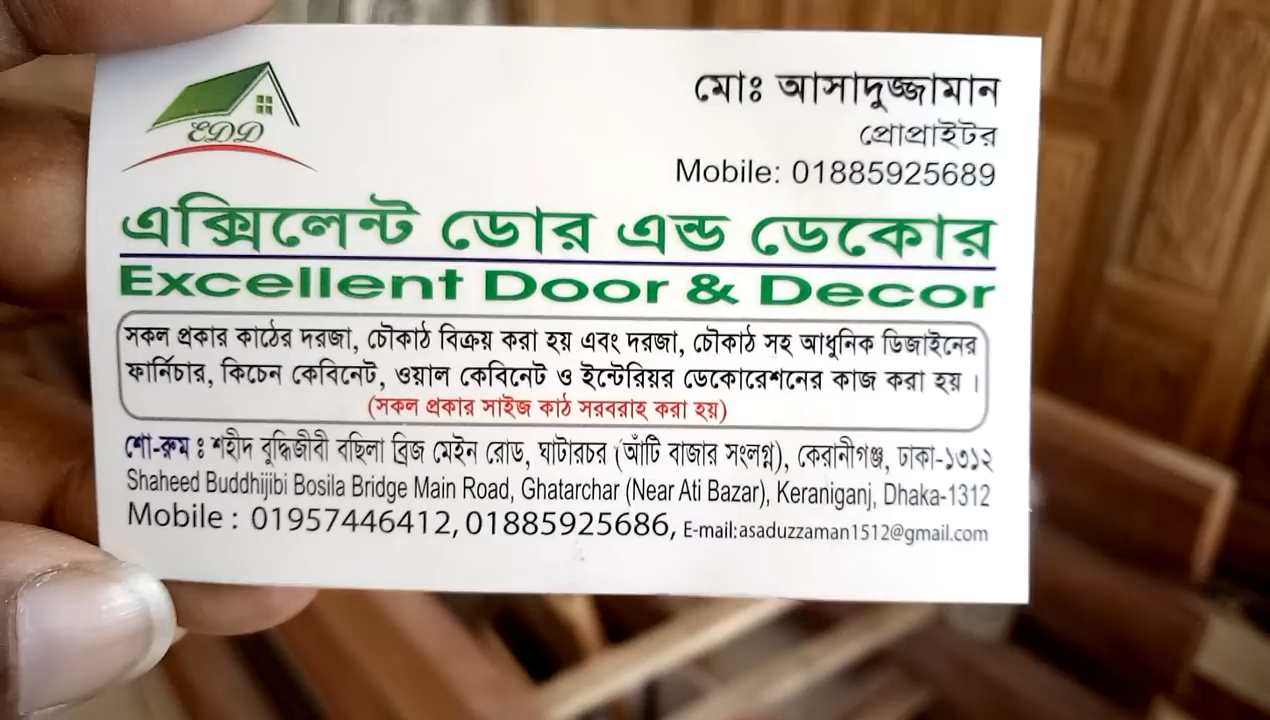 EDD
মোঃ আসাদুজ্জামান
প্রোপ্রাইটর
Mobile: 01885925689
এক্সিলেন্ট ডোর এন্ড ডেকোর
Excellent Door & Decor
সকল প্রকার কাঠের দরজা, চৌকাঠ বিক্রয় করা হয় এবং দরজা, চৌকাঠ সহ আধুনিক ডিজাইনের
ফার্নিচার, কিচেন কেবিনেট, ওয়াল কেবিনেট ও ইন্টেরিয়র ডেকোরেশনের কাজ করা হয় ।
(সকল প্রকার সাইজ কাঠ সরবরাহ করা হয়)
শো-রুম ঃ শহীদ বুদ্ধিজীবী বছিলা ব্রিজ মেইন রোড, ঘাটারচর (আঁটি বাজার সংলগ্ন), কেরানীগঞ্জ, ঢাকা-১৩১২
Shaheed Buddhijibi Bosila Bridge Main Road, Ghatarchar (Near Ati Bazar), Keraniganj, Dhaka-1312
Mobile : 01957446412, 01885925686, E-mail:asaduzzaman1512@gmail.com